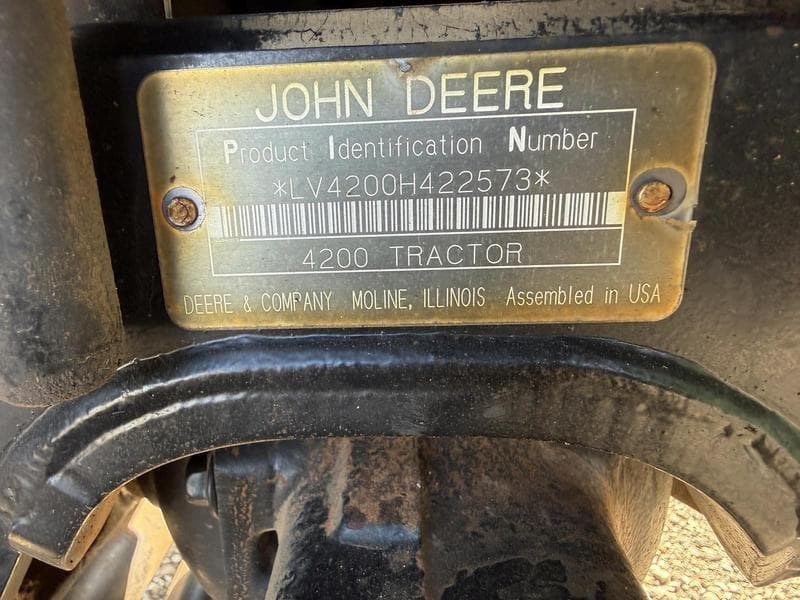 JOHN DEERE
Product Identification Number
*LV4200H422573*
4200 TRACTOR
DEERE & COMPANY MOLINE, ILLINOIS Assembled in USA